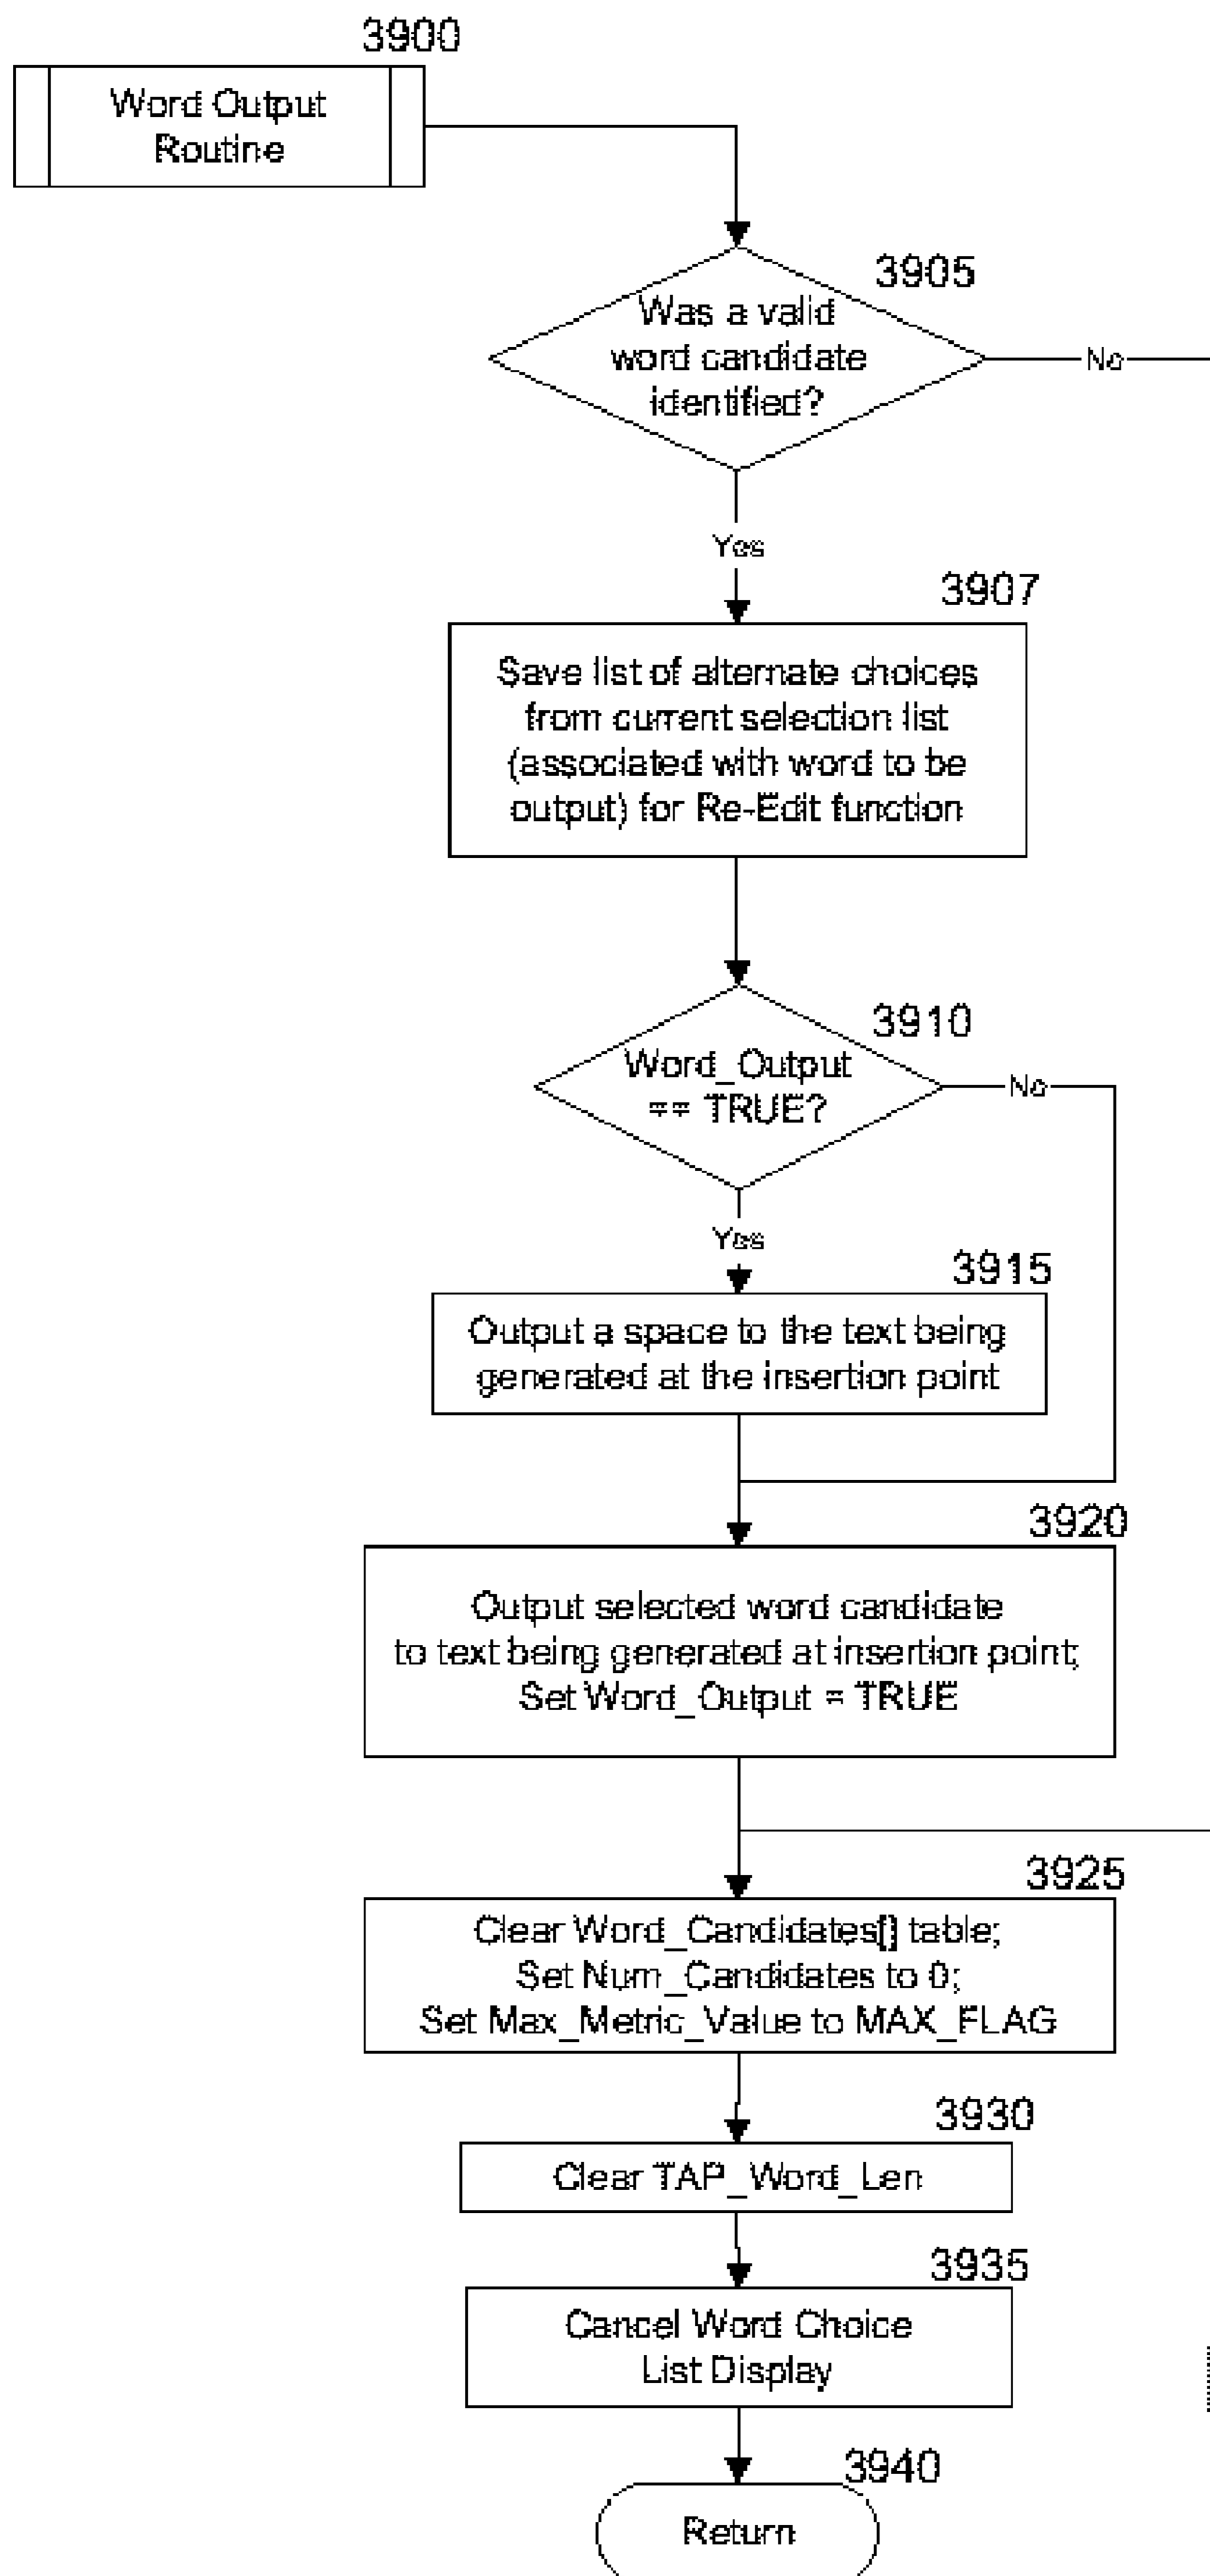 3900
Word Output
Routine
3905
Was a valid
word candidate
identified?
No
Yes
3907
Save list of alternate choices
from current selection list
(associated with word to be
output) for Re-Edit function
3910
Word_Output
== TRUE?
No
Yes
3915
Output a space to the text being
generated at the insertion point
3920
Output selected word candidate
to text being generated at insertion point;
Set Word_Output = TRUE
3925
Clear Word_Candidates[] table;
Set Num_Candidates to 0;
Set Max_Metric_Value to MAX_FLAG
3930
Clear TAP_Word_Len
3935
Cancel Word Choice
List Display
3940
Return